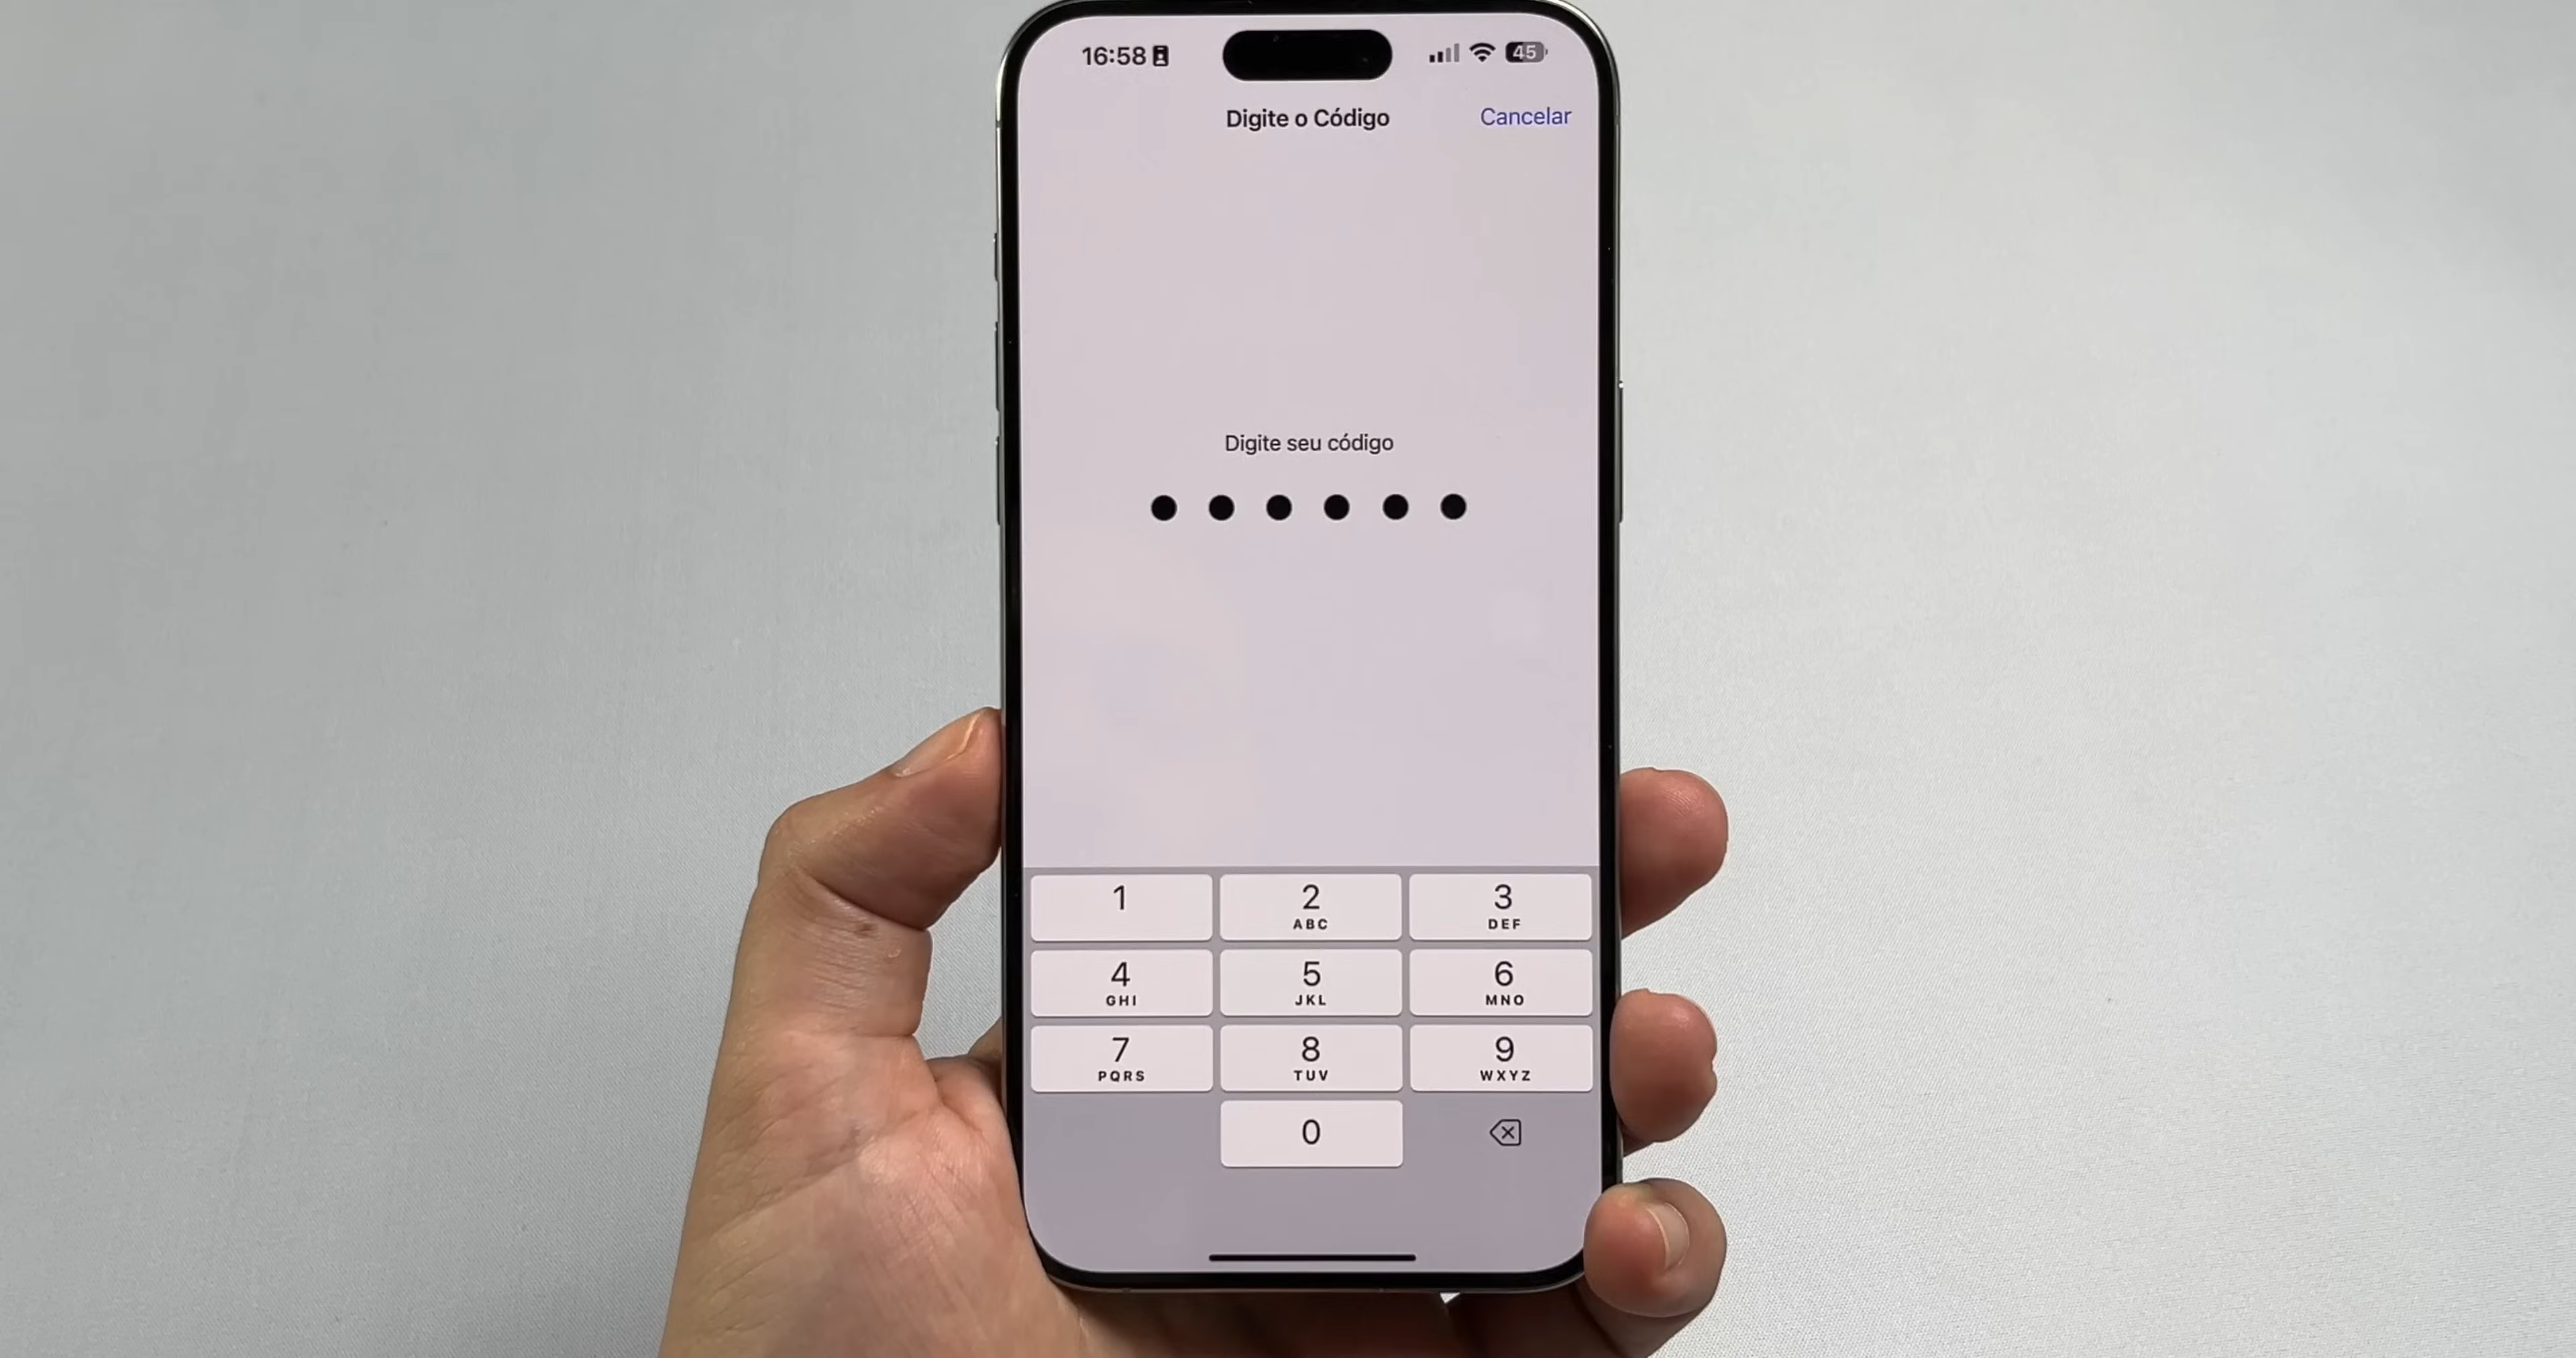 16:58 45
Digite o Código Cancelar
Digite seu código
1 2 3
ABC DEF
4 5 6
GHI JKL MNO
7 8 9
PQRS TUV WXYZ
0